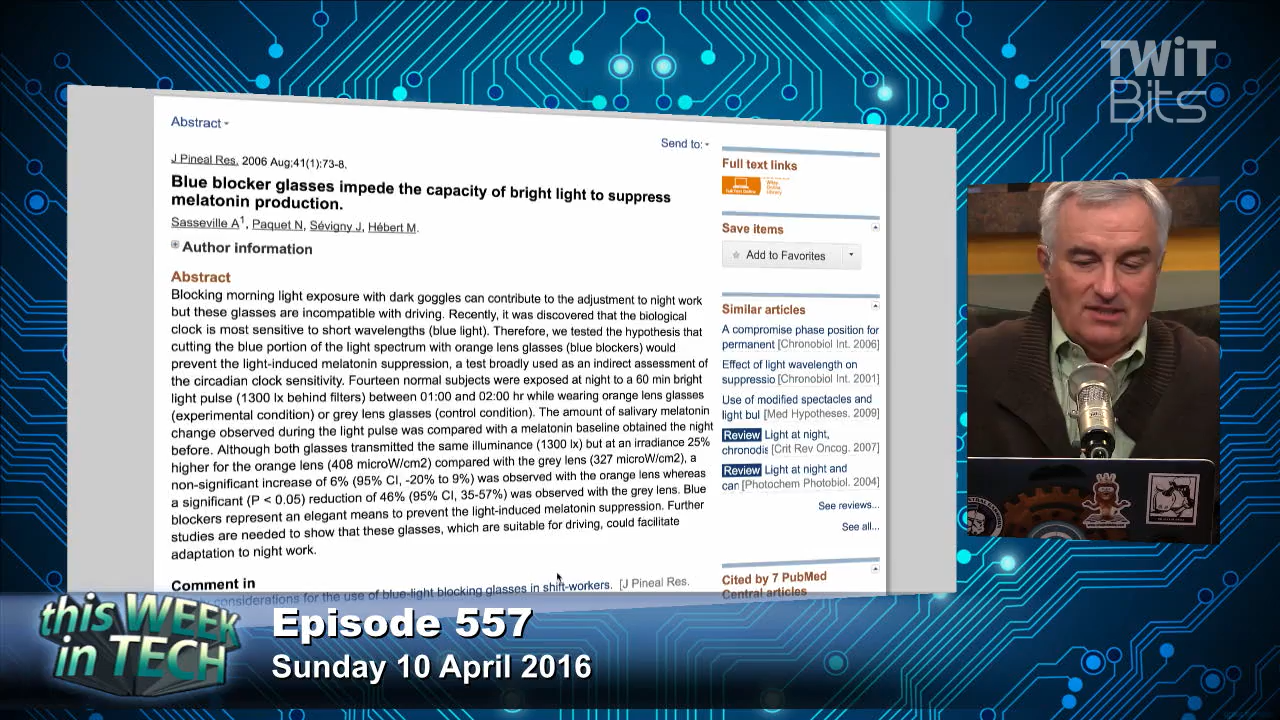 TWiT
Bits
Abstract
Send to:
J Pineal Res. 2006 Aug;41(1):73-8.
Blue blocker glasses impede the capacity of bright light to suppress
melatonin production.
Sasseville A1, Paquet N, Sévigny J, Hébert M.
Author information
Abstract
Blocking morning light exposure with dark goggles can contribute to the adjustment to night work
but these glasses are incompatible with driving. Recently, it was discovered that the biological
clock is most sensitive to short wavelengths (blue light). Therefore, we tested the hypothesis that
cutting the blue portion of the light spectrum with orange lens glasses (blue blockers) would
prevent the light-induced melatonin suppression, a test broadly used as an indirect assessment of
the circadian clock sensitivity. Fourteen normal subjects were exposed at night to a 60 min bright
light pulse (1300 lx behind filters) between 01:00 and 02:00 hr while wearing orange lens glasses
(experimental condition) or grey lens glasses (control condition). The amount of salivary melatonin
change observed during the light pulse was compared with a melatonin baseline obtained the night
before. Although both glasses transmitted the same illuminance (1300 lx) but at an irradiance 25%
higher for the orange lens (408 microW/cm2) compared with the grey lens (327 microW/cm2), a
non-significant increase of 6% (95% CI, -20% to 9%) was observed with the orange lens whereas
a significant (P < 0.05) reduction of 46% (95% CI, 35-57%) was observed with the grey lens. Blue
blockers represent an elegant means to prevent the light-induced melatonin suppression. Further
studies are needed to show that these glasses, which are suitable for driving, could facilitate
adaptation to night work.
Comment in
considerations for the use of blue-light blocking glasses in shift-workers. [J Pineal Res.
Full text links
Full Text Online
Wiley
Online
Library
Save items
Add to Favorites
Similar articles
A compromise phase position for
permanent [Chronobiol Int. 2006]
Effect of light wavelength on
suppressio [Chronobiol Int. 2001]
Use of modified spectacles and
light bul [Med Hypotheses. 2009]
Review Light at night,
chronodis [Crit Rev Oncog. 2007]
Review Light at night and
can [Photochem Photobiol. 2004]
See reviews...
See all...
Cited by 7 PubMed
Central articles
this WEEK
in TECH
Episode 557
Sunday 10 April 2016